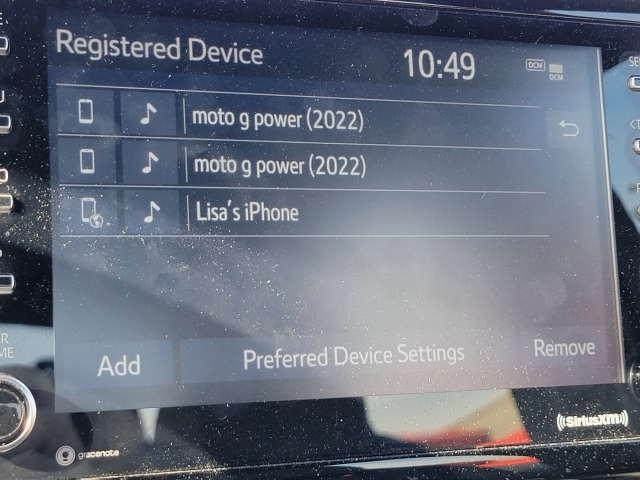 Registered Device
10:49
DCM
DCM
moto g power (2022)
moto g power (2022)
Lisa's iPhone
Add
Preferred Device Settings
Remove
((SiriusXM))
gracenote